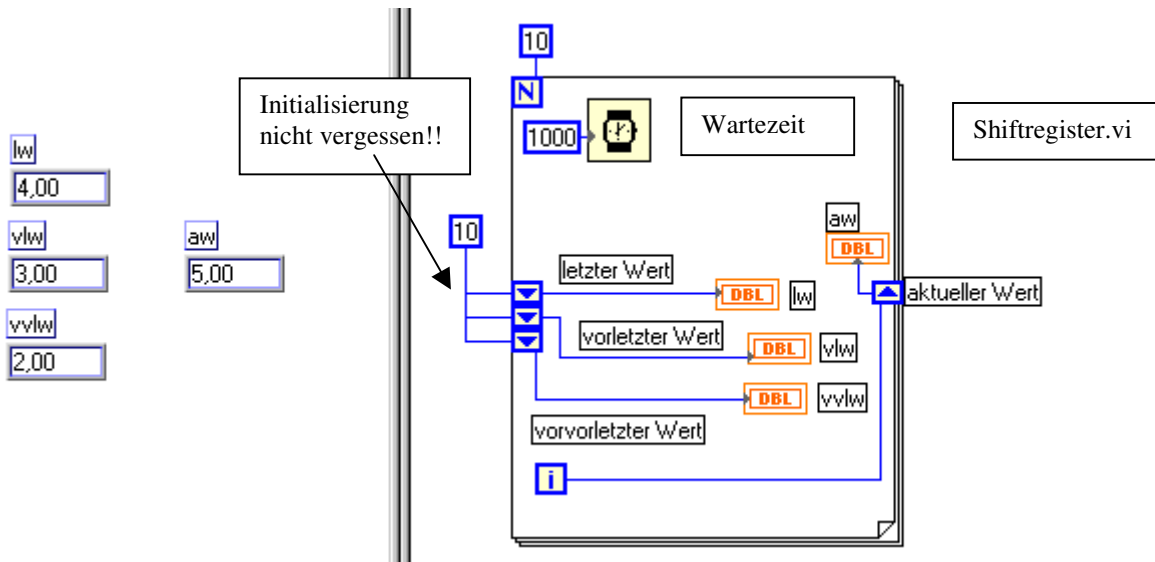 lw
4,00
vlw
3,00
aw
5,00
vvlw
2,00
Initialisierung
nicht vergessen!!
10
N
1000
Wartezeit
Shiftregister.vi
10
aw
DBL
letzter Wert
DBL
lw
aktueller Wert
vorletzter Wert
DBL
vlw
DBL
vvlw
vorvorletzter Wert
i